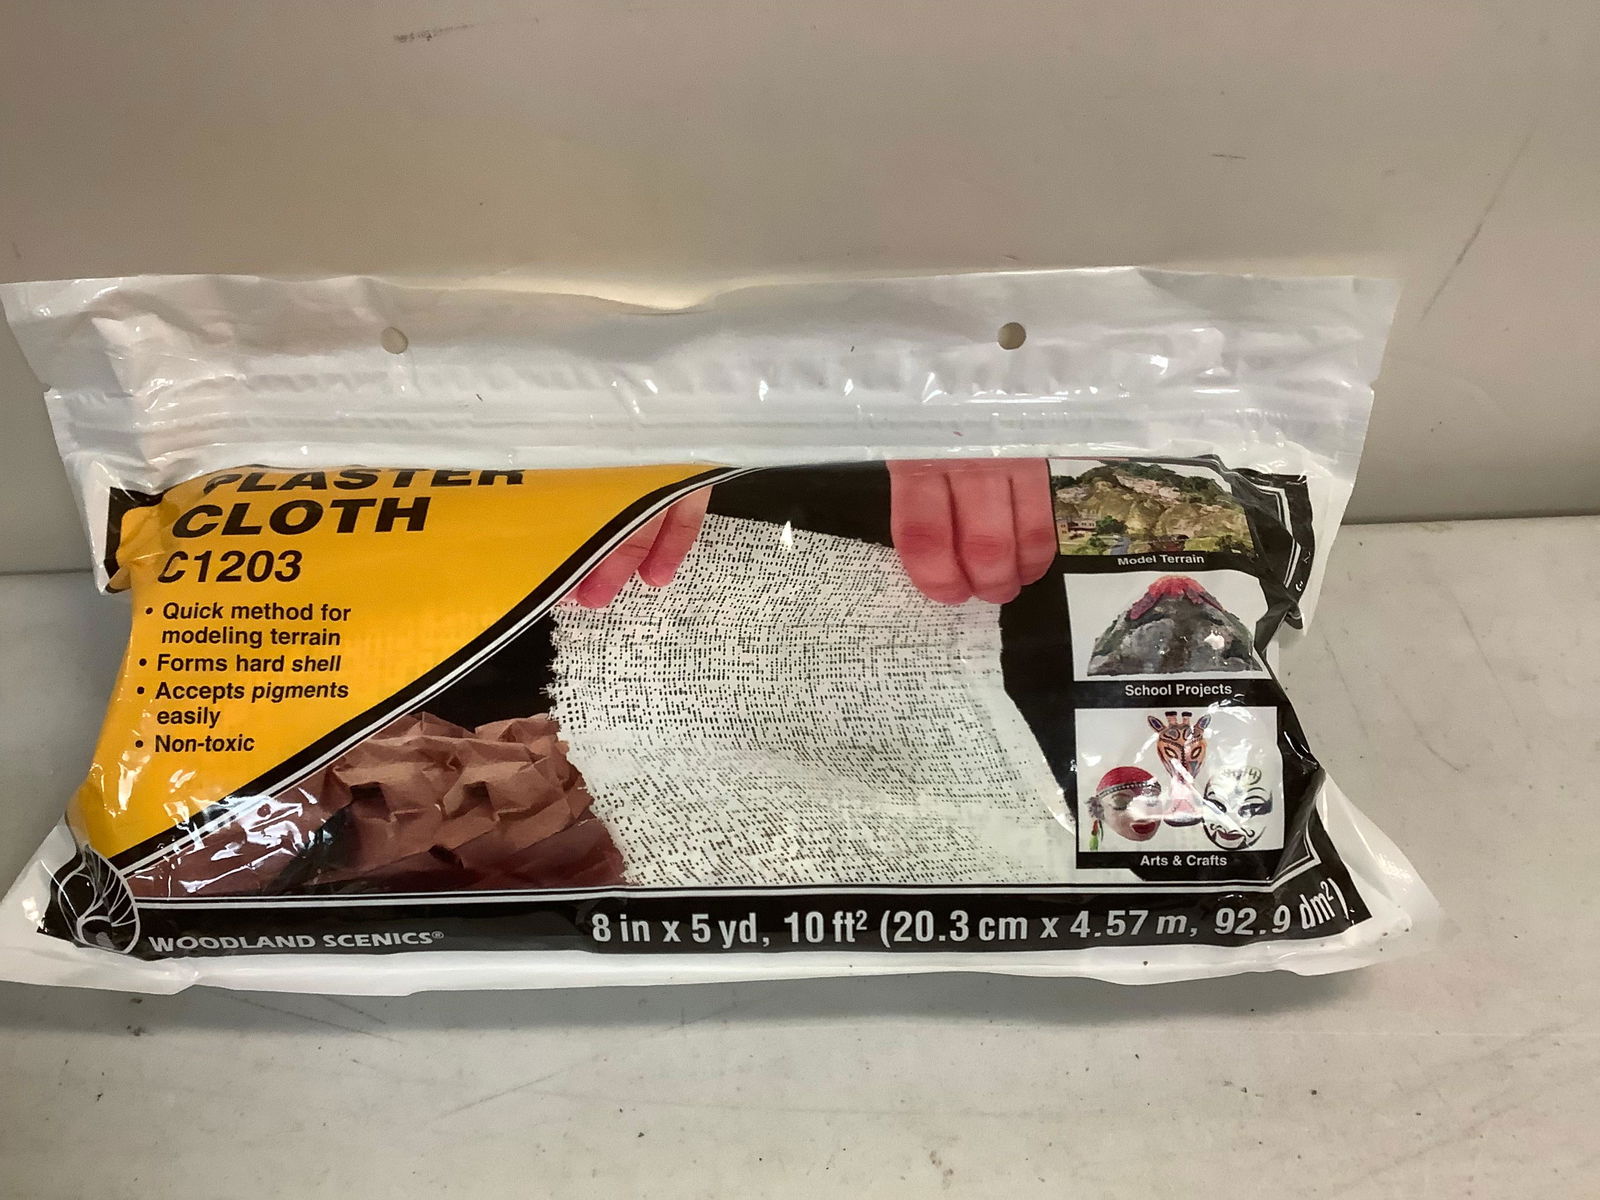 PLASTER
CLOTH
C1203
• Quick method for
modeling terrain
• Forms hard shell
• Accepts pigments
easily
• Non-toxic
Model Terrain
School Projects
Arts & Crafts
WOODLAND SCENICS®
8 in x 5 yd, 10 ft² (20.3 cm x 4.57 m, 92.9 dm²)